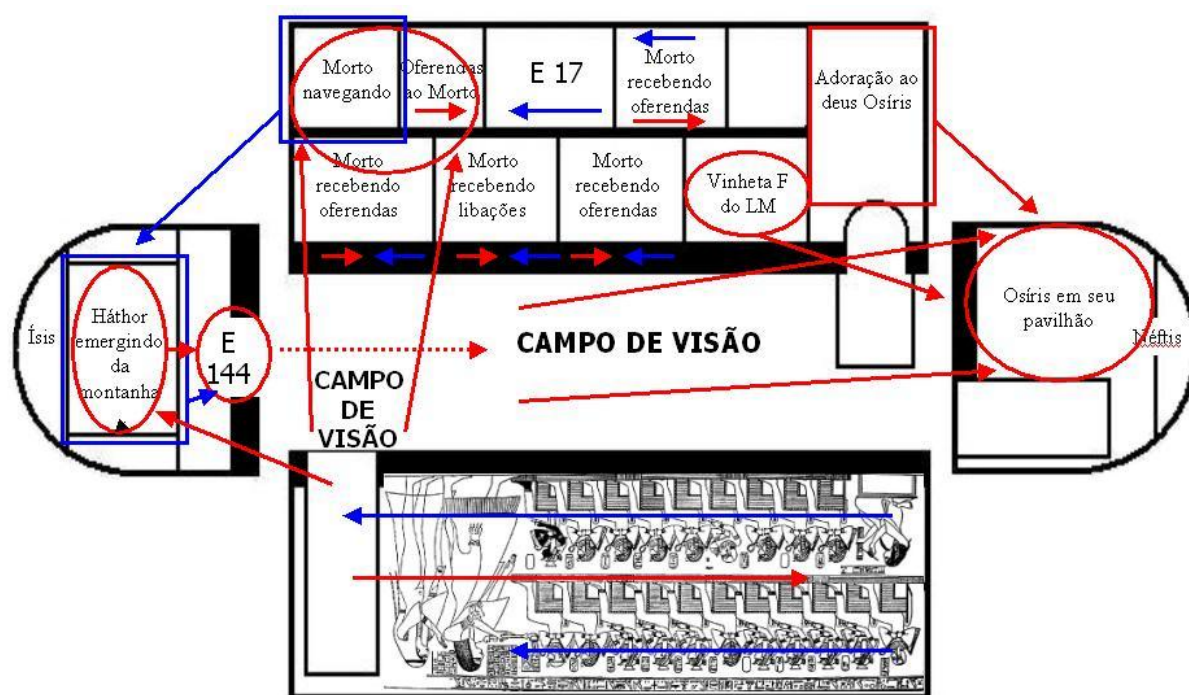 Morto
navegando
Oferendas
ao Morto
E 17
Morto
recebendo
oferendas
Adoração ao
deus Osíris
Morto
recebendo
oferendas
Morto
recebendo
libações
Morto
recebendo
oferendas
Vinheta F
do LM
Ísis
Háthor
emergindo
da
montanha
E
144
CAMPO DE VISÃO
CAMPO
DE
VISÃO
Osíris em seu
pavilhão
Néftis